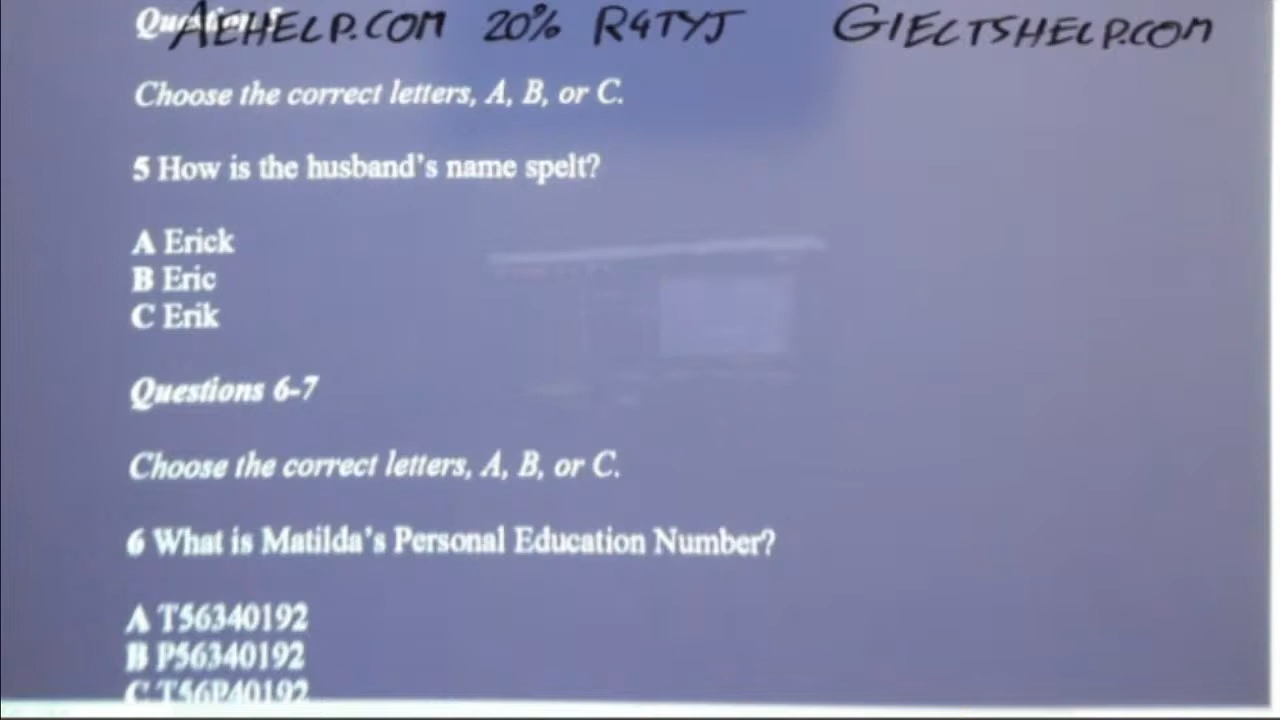 AEHELP.COM 20% R4TYJ GIELTSHELP.COM
Choose the correct letters, A, B, or C.
5 How is the husband's name spelt?
A Erick
B Eric
C Erik
Questions 6-7
Choose the correct letters, A, B, or C.
6 What is Matilda's Personal Education Number?
A T56340192
B P56340192
C T56P40192